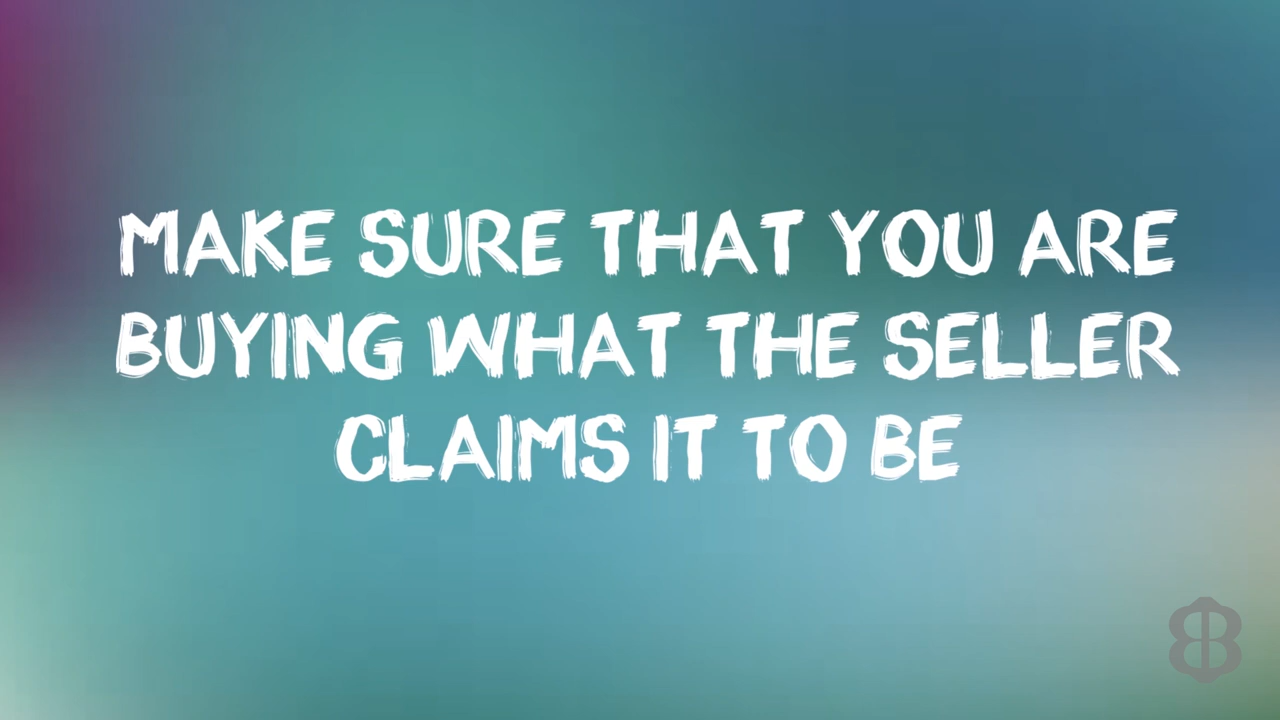 MAKE SURE THAT YOU ARE
BUYING WHAT THE SELLER
CLAIMS IT TO BE